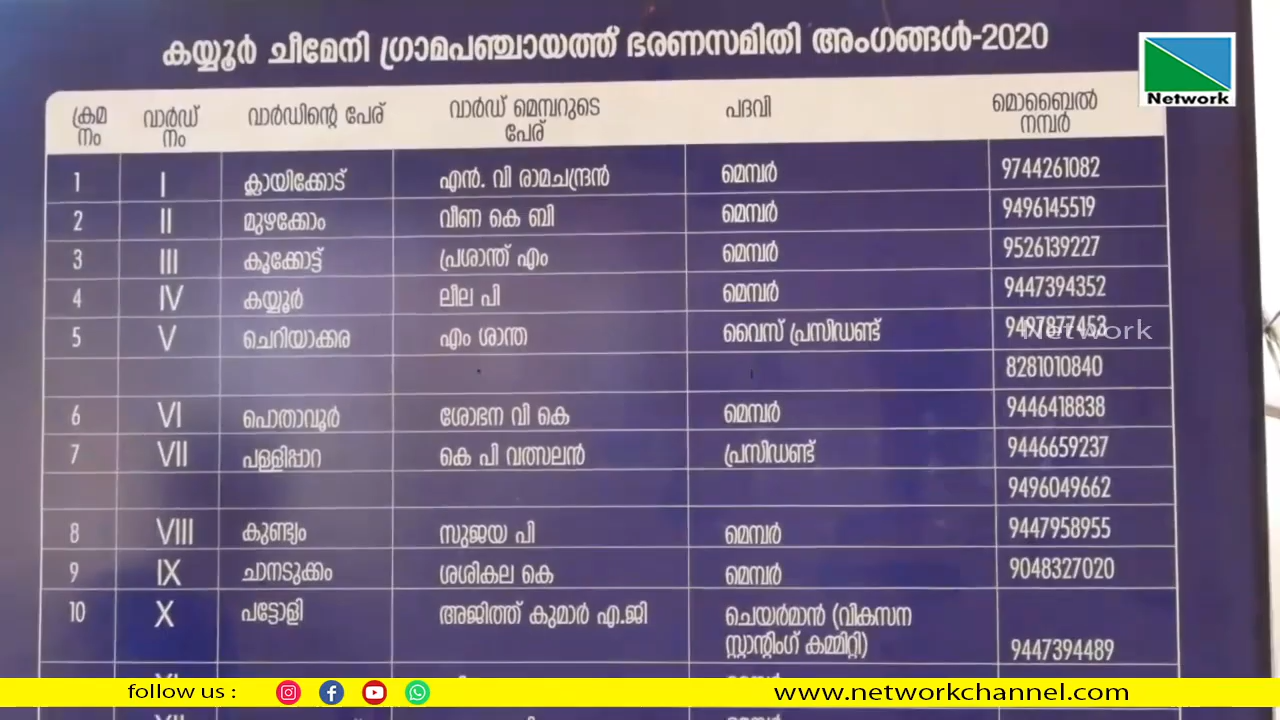 കയ്യൂർ ചീമേനി ഗ്രാമപഞ്ചായത്ത് ഭരണസമിതി അംഗങ്ങൾ-2020
Network
ക്രമ നം വാർഡ് നം വാർഡിന്റെ പേര് വാർഡ് മെമ്പറുടെ പേര് പദവി മൊബൈൽ നമ്പർ
1 I ക്ലായിക്കോട് എൻ. വി രാമചന്ദ്രൻ മെമ്പർ 9744261082
2 II മുഴക്കോം വീണ കെ ബി മെമ്പർ 9496145519
3 III കൂക്കോട്ട് പ്രശാന്ത് എം മെമ്പർ 9526139227
4 IV കയ്യൂർ ലീല പി മെമ്പർ 9447394352
5 V ചെറിയാക്കര എം ശാന്ത വൈസ് പ്രസിഡണ്ട് 9497877453
Network
8281010840
6 VI പൊതാവൂർ ശോഭന വി കെ മെമ്പർ 9446418838
7 VII പള്ളിപ്പാറ കെ പി വത്സലൻ പ്രസിഡണ്ട് 9446659237
9496049662
8 VIII കുണ്ട്യം സുജയ പി മെമ്പർ 9447958955
9 IX ചാനടുക്കം ശശികല കെ മെമ്പർ 9048327020
10 X പട്ടോളി അജിത്ത് കുമാർ എ.ജി ചെയർമാൻ (വികസന
സ്റ്റാന്റിംഗ് കമ്മിറ്റി) 9447394489
follow us : www.networkchannel.com